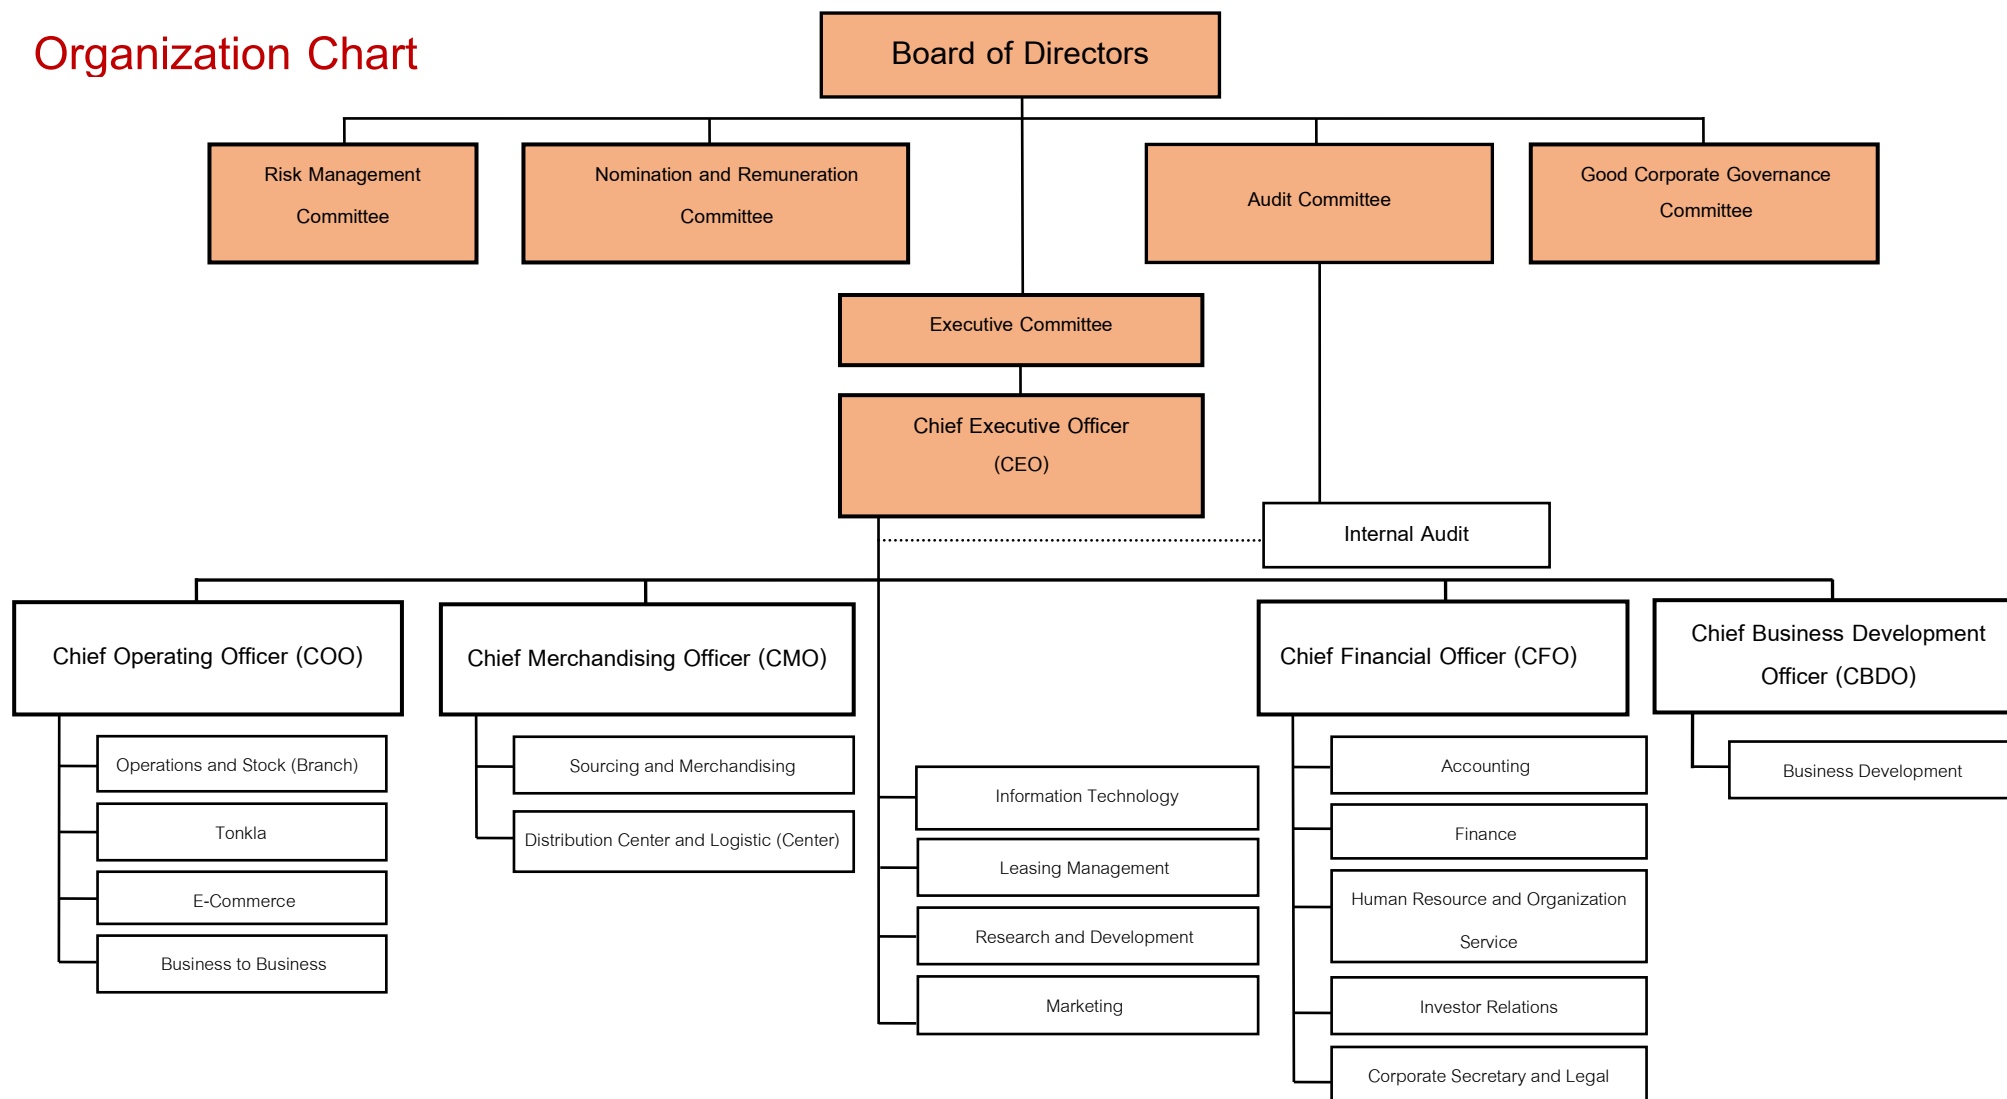 Organization Chart
Board of Directors
Risk Management
Committee
Nomination and Remuneration
Committee
Audit Committee
Good Corporate Governance
Committee
Executive Committee
Chief Executive Officer
(CEO)
Internal Audit
Chief Operating Officer (COO)
Chief Merchandising Officer (CMO)
Chief Financial Officer (CFO)
Chief Business Development
Officer (CBDO)
Operations and Stock (Branch)
Tonkla
E-Commerce
Business to Business
Sourcing and Merchandising
Distribution Center and Logistic (Center)
Information Technology
Leasing Management
Research and Development
Marketing
Accounting
Finance
Human Resource and Organization
Service
Investor Relations
Corporate Secretary and Legal
Business Development